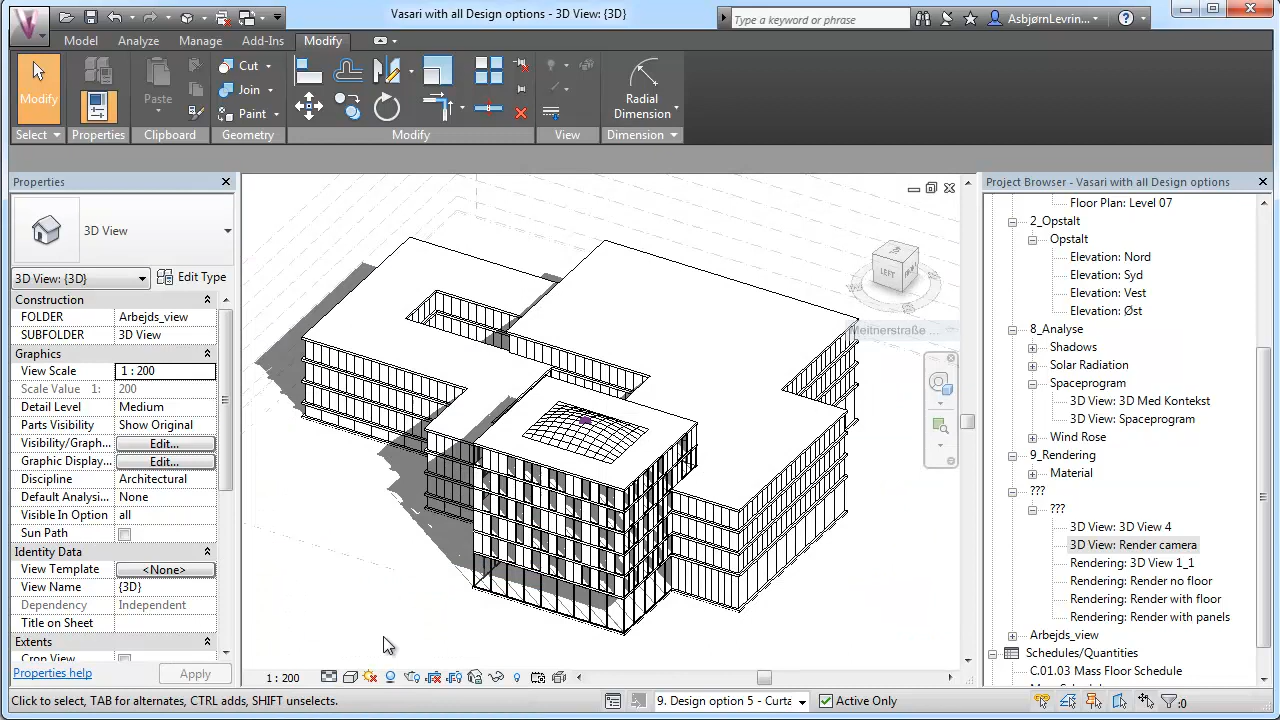 Vasari with all Design options - 3D View: {3D}
Type a keyword or phrase
AsbjørnLevrin...
Model
Analyze
Manage
Add-Ins
Modify
Modify
Properties
Paste
Cut
Join
Paint
Radial
Dimension
Select
Properties
Clipboard
Geometry
Modify
View
Dimension
Properties
3D View
3D View: {3D}
Edit Type
Construction
FOLDER
Arbejds_view
SUBFOLDER
3D View
Graphics
View Scale
1 : 200
Scale Value 1:
200
Detail Level
Medium
Parts Visibility
Show Original
Visibility/Graph...
Edit...
Graphic Display...
Edit...
Discipline
Architectural
Default Analysi...
None
Visible In Option
all
Sun Path
Identity Data
View Template
<None>
View Name
{3D}
Dependency
Independent
Title on Sheet
Extents
Crop View
Properties help
Apply
LEFT
Meitnerstraße ...
1 : 200
Project Browser - Vasari with all Design options
Floor Plan: Level 07
2_Opstalt
Opstalt
Elevation: Nord
Elevation: Syd
Elevation: Vest
Elevation: Øst
8_Analyse
Shadows
Solar Radiation
Spaceprogram
3D View: 3D Med Kontekst
3D View: Spaceprogram
Wind Rose
9_Rendering
Material
???
???
3D View: 3D View 4
3D View: Render camera
Rendering: 3D View 1_1
Rendering: Render no floor
Rendering: Render with floor
Rendering: Render with panels
Arbejds_view
Schedules/Quantities
C.01.03 Mass Floor Schedule
Click to select, TAB for alternates, CTRL adds, SHIFT unselects.
9. Design option 5 - Curta
Active Only
:0